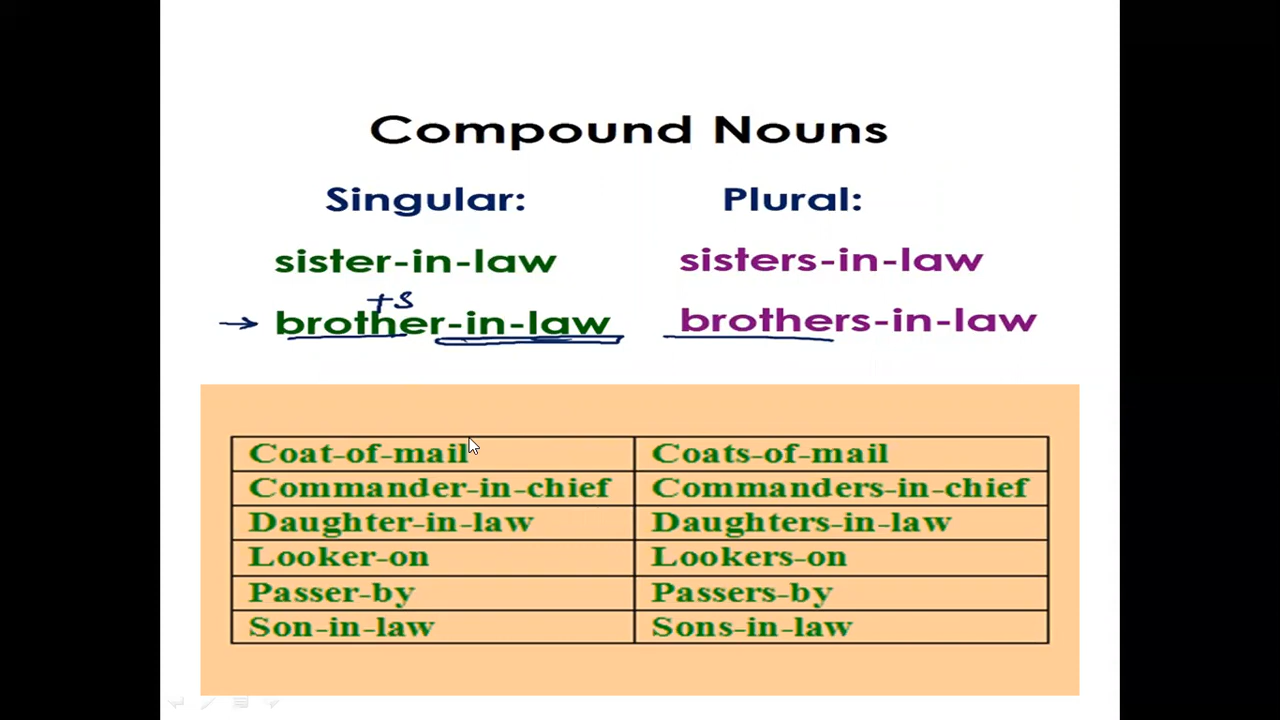 Compound Nouns
Singular: Plural:
sister-in-law sisters-in-law
+s
→ brother-in-law brothers-in-law
Coat-of-mail Coats-of-mail
Commander-in-chief Commanders-in-chief
Daughter-in-law Daughters-in-law
Looker-on Lookers-on
Passer-by Passers-by
Son-in-law Sons-in-law